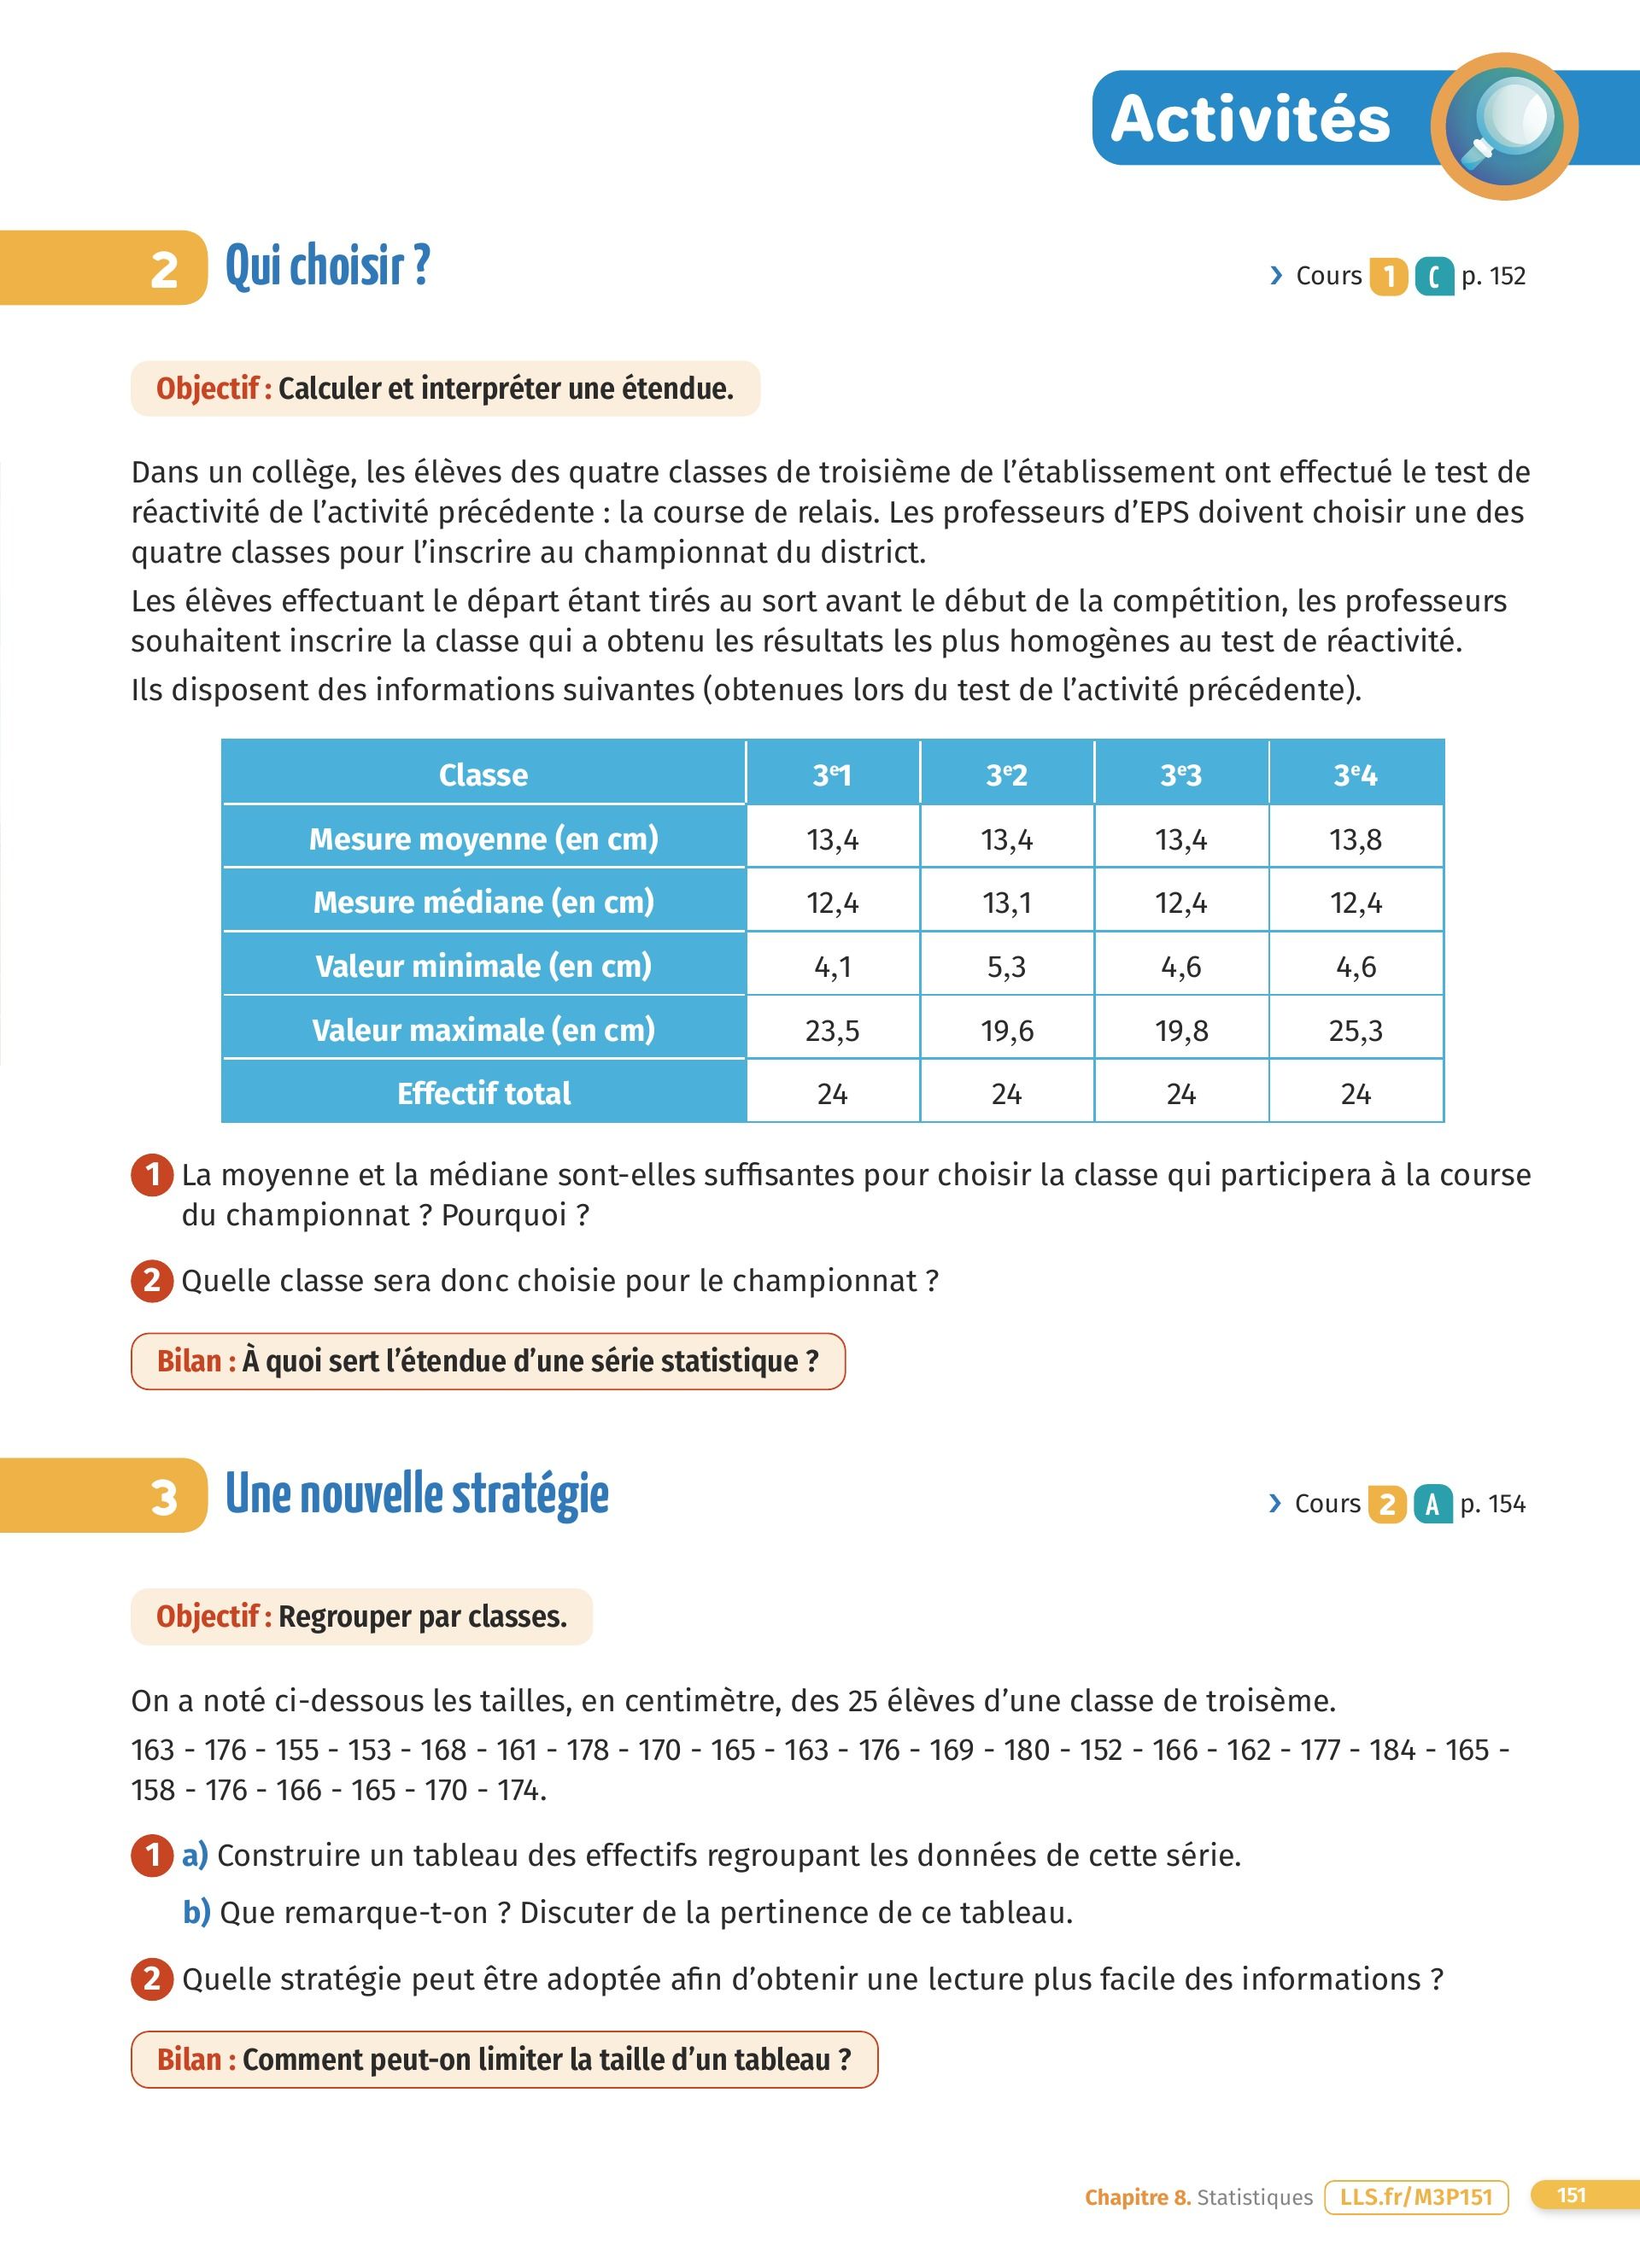 Activités
2 Qui choisir ?
› Cours 1 C p. 152
Objectif : Calculer et interpréter une étendue.
Dans un collège, les élèves des quatre classes de troisième de l’établissement ont effectué le test de
réactivité de l’activité précédente : la course de relais. Les professeurs d’EPS doivent choisir une des
quatre classes pour l’inscrire au championnat du district.
Les élèves effectuant le départ étant tirés au sort avant le début de la compétition, les professeurs
souhaitent inscrire la classe qui a obtenu les résultats les plus homogènes au test de réactivité.
Ils disposent des informations suivantes (obtenues lors du test de l’activité précédente).
Classe 3e1 3e2 3e3 3e4
Mesure moyenne (en cm) 13,4 13,4 13,4 13,8
Mesure médiane (en cm) 12,4 13,1 12,4 12,4
Valeur minimale (en cm) 4,1 5,3 4,6 4,6
Valeur maximale (en cm) 23,5 19,6 19,8 25,3
Effectif total 24 24 24 24
1 La moyenne et la médiane sont-elles suffisantes pour choisir la classe qui participera à la course
du championnat ? Pourquoi ?
2 Quelle classe sera donc choisie pour le championnat ?
Bilan : À quoi sert l’étendue d’une série statistique ?
3 Une nouvelle stratégie
› Cours 2 A p. 154
Objectif : Regrouper par classes.
On a noté ci-dessous les tailles, en centimètre, des 25 élèves d’une classe de troisème.
163 - 176 - 155 - 153 - 168 - 161 - 178 - 170 - 165 - 163 - 176 - 169 - 180 - 152 - 166 - 162 - 177 - 184 - 165 -
158 - 176 - 166 - 165 - 170 - 174.
1 a) Construire un tableau des effectifs regroupant les données de cette série.
b) Que remarque-t-on ? Discuter de la pertinence de ce tableau.
2 Quelle stratégie peut être adoptée afin d’obtenir une lecture plus facile des informations ?
Bilan : Comment peut-on limiter la taille d’un tableau ?
Chapitre 8. Statistiques LLS.fr/M3P151 151